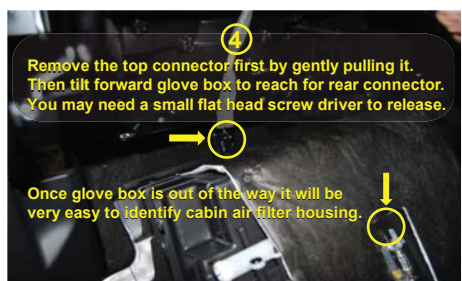 4
Remove the top connector first by gently pulling it.
Then tilt forward glove box to reach for rear connector.
You may need a small flat head screw driver to release.
Once glove box is out of the way it will be
very easy to identify cabin air filter housing.